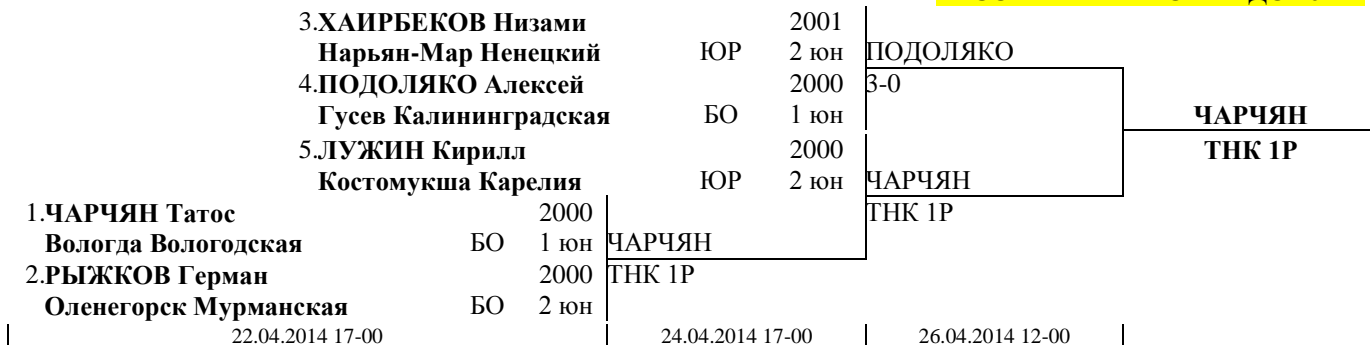 3.ХАИРБЕКОВ Низами 2001
Нарьян-Мар Ненецкий ЮР 2 юн ПОДОЛЯКО
4.ПОДОЛЯКО Алексей 2000 3-0
Гусев Калининградская БО 1 юн ЧАРЧЯН
5.ЛУЖИН Кирилл 2000 ТНК 1Р
Костомукша Карелия ЮР 2 юн ЧАРЧЯН
1.ЧАРЧЯН Татос 2000 ТНК 1Р
Вологда Вологодская БО 1 юн ЧАРЧЯН
2.РЫЖКОВ Герман 2000 ТНК 1Р
Оленегорск Мурманская БО 2 юн
22.04.2014 17-00 24.04.2014 17-00 26.04.2014 12-00